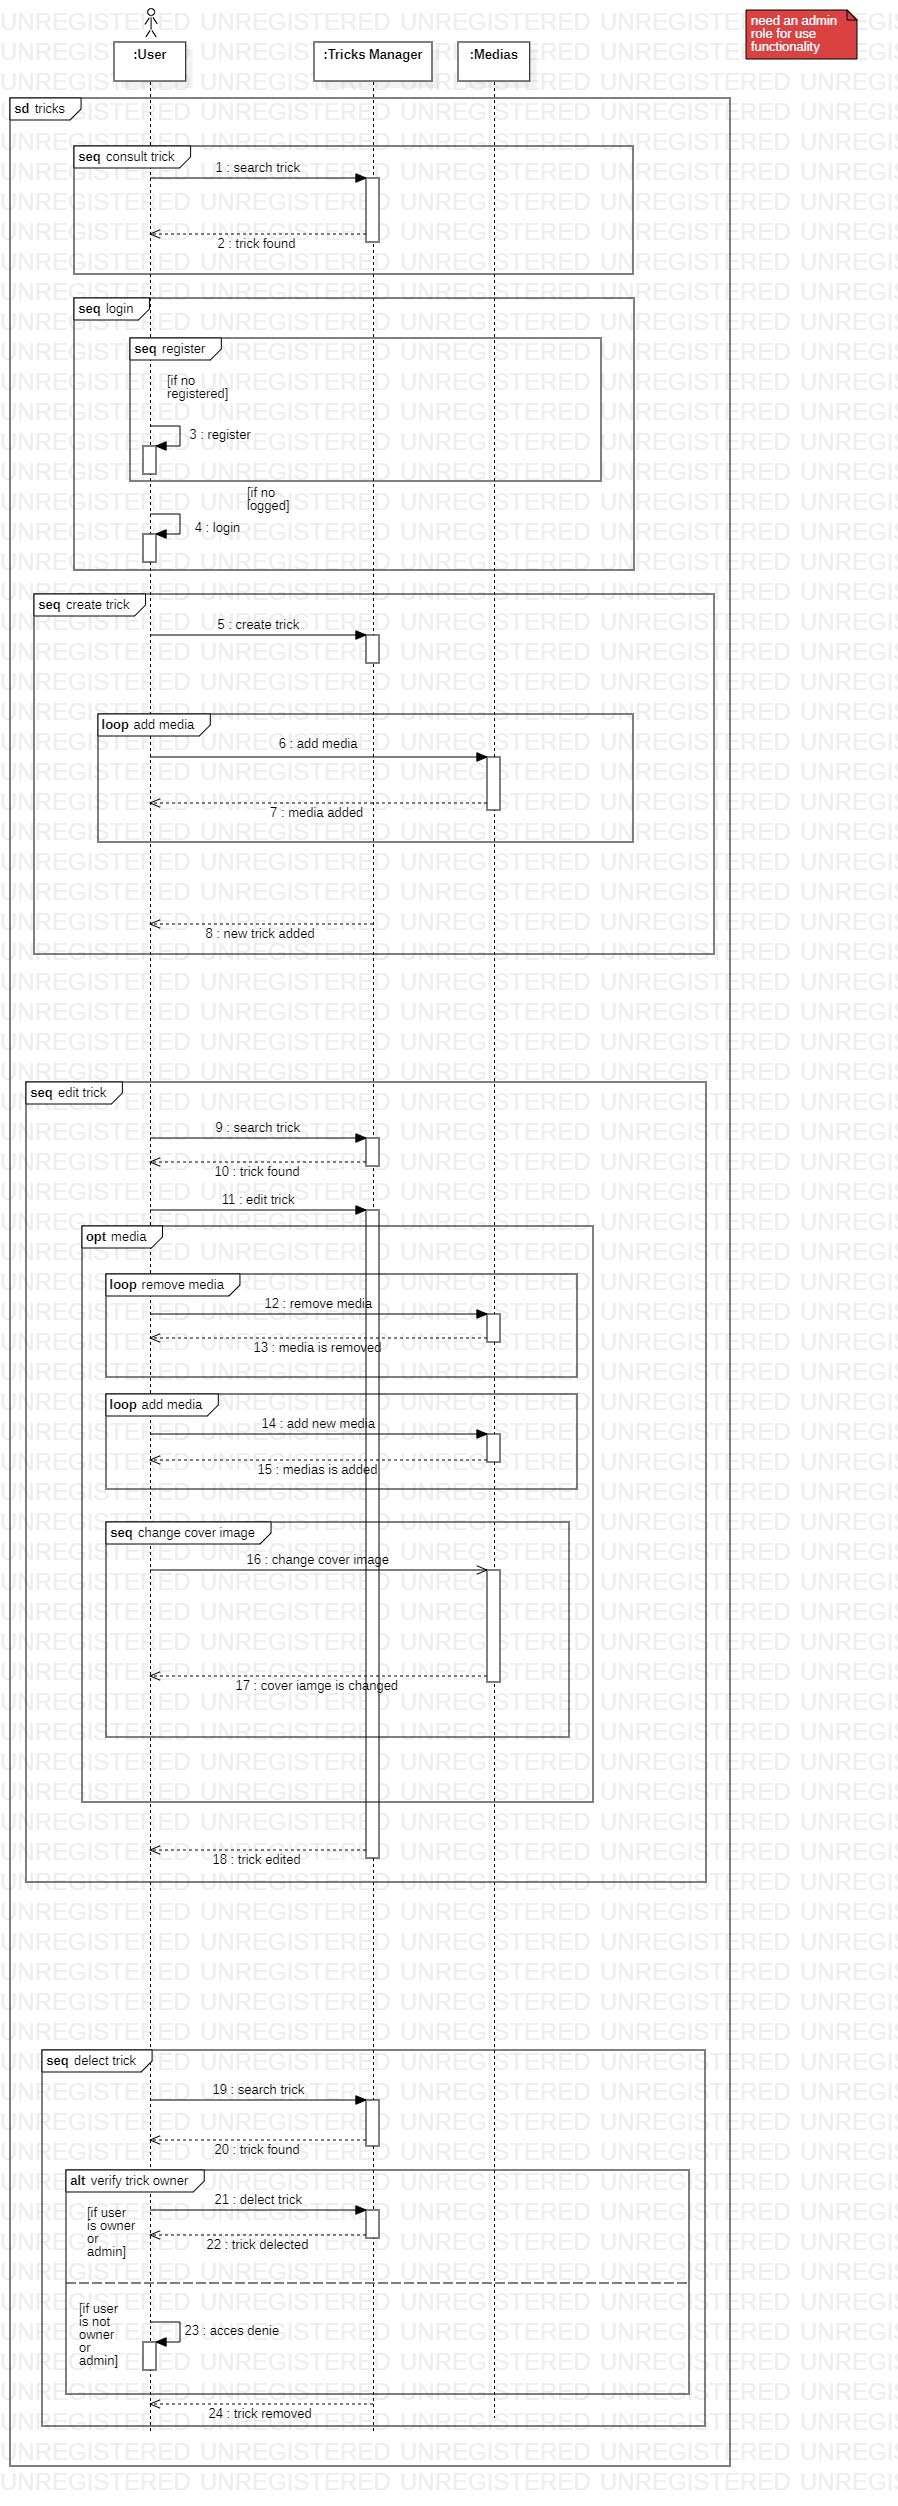 need an admin
role for use
functionality
:User
:Tricks Manager
:Medias
sd tricks
seq consult trick
1 : search trick
2 : trick found
seq login
seq register
[if no
registered]
3 : register
[if no
logged]
4 : login
seq create trick
5 : create trick
loop add media
6 : add media
7 : media added
8 : new trick added
seq edit trick
9 : search trick
10 : trick found
11 : edit trick
opt media
loop remove media
12 : remove media
13 : media is removed
loop add media
14 : add new media
15 : medias is added
seq change cover image
16 : change cover image
17 : cover iamge is changed
18 : trick edited
seq delect trick
19 : search trick
20 : trick found
alt verify trick owner
21 : delect trick
[if user
is owner
or
admin]
22 : trick delected
[if user
is not
owner
or
admin]
23 : acces denie
24 : trick removed
UNREGISTERED